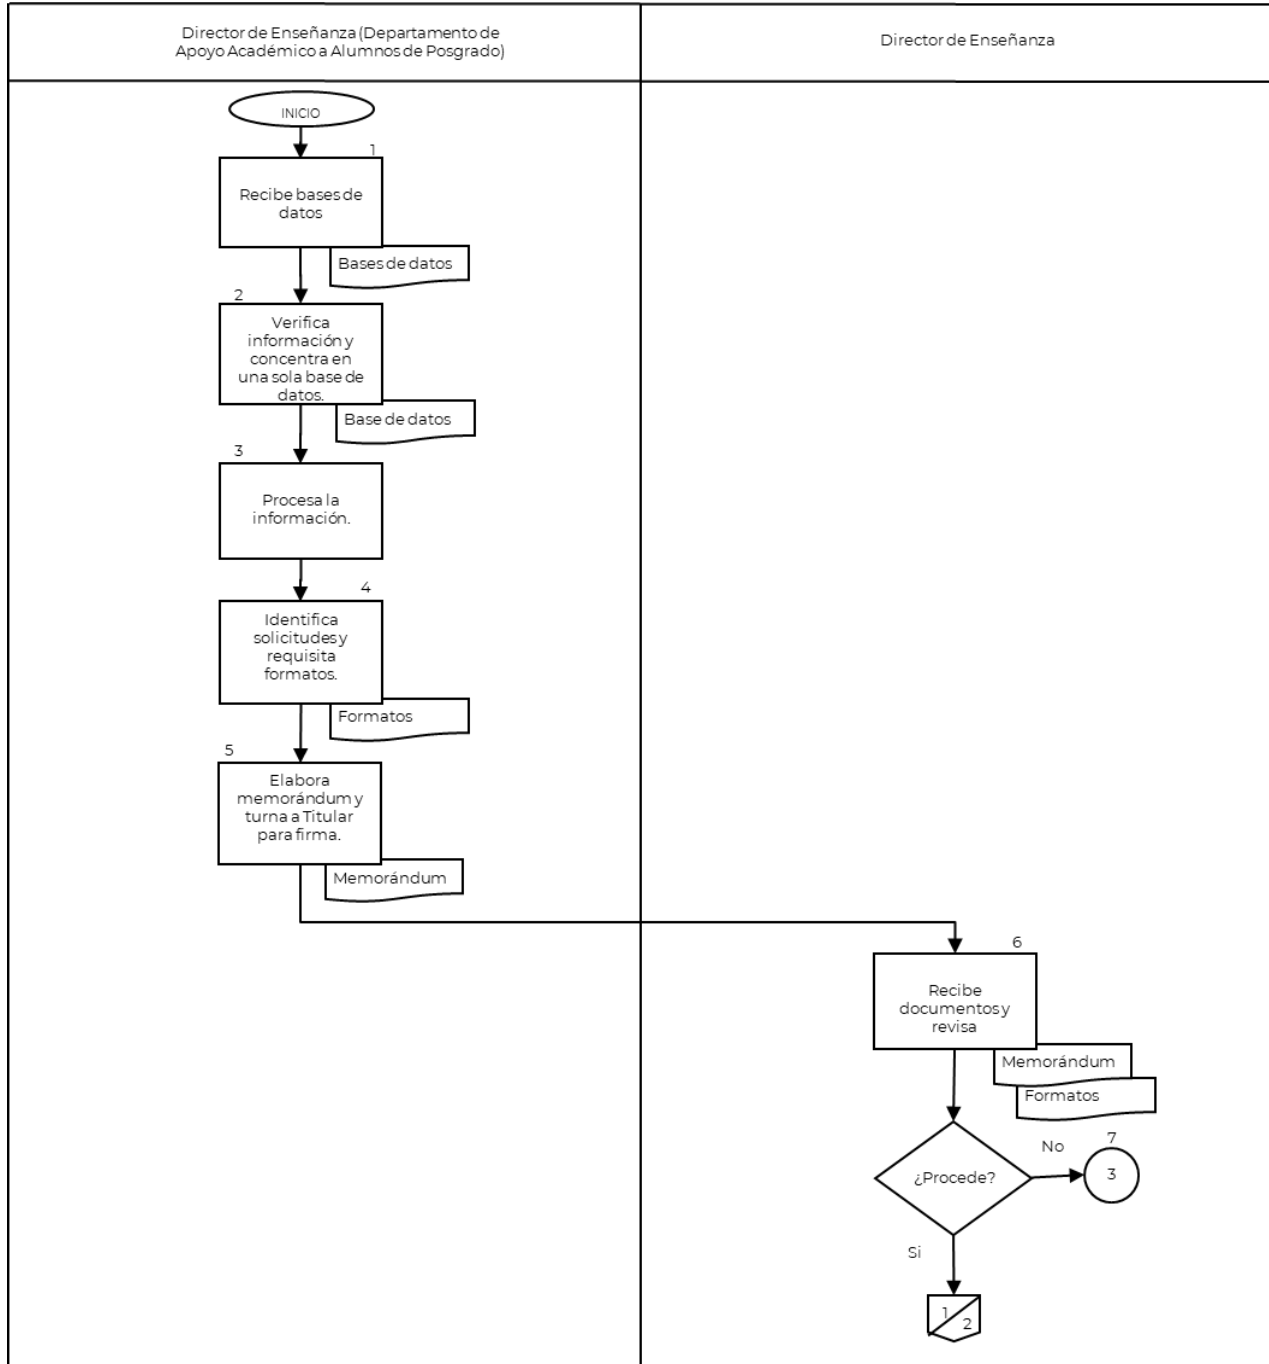 Director de Enseñanza (Departamento de
Apoyo Académico a Alumnos de Posgrado)
Director de Enseñanza
INICIO
1
Recibe bases de
datos
Bases de datos
2
Verifica
información y
concentra en
una sola base de
datos.
Base de datos
3
Procesa la
información.
4
Identifica
solicitudes y
requisita
formatos.
Formatos
5
Elabora
memorándum y
turna a Titular
para firma.
Memorándum
6
Recibe
documentos y
revisa
Memorándum
Formatos
¿Procede?
No
7
3
Si
1
2